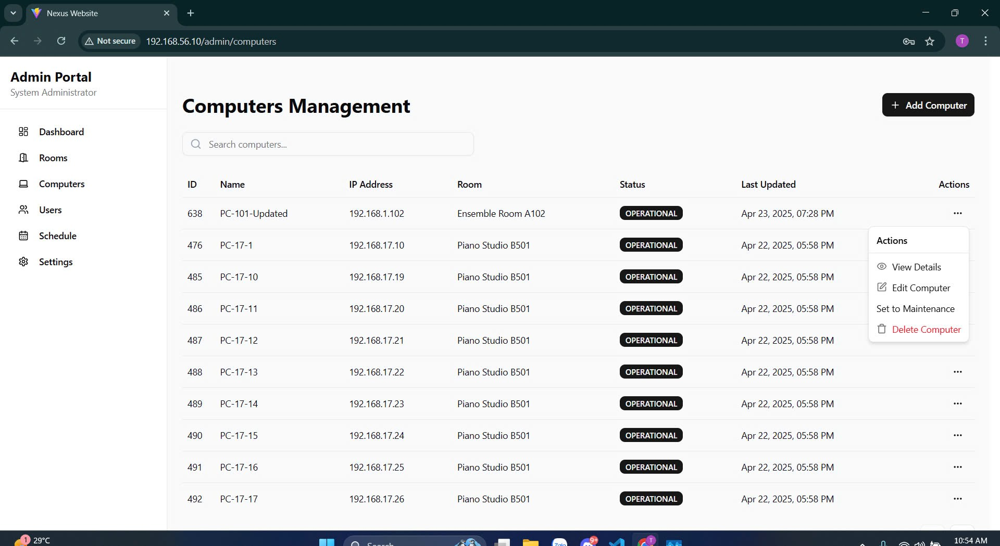 Nexus Website
Not secure 192.168.56.10/admin/computers T
Admin Portal
System Administrator
Dashboard
Rooms
Computers
Users
Schedule
Settings
Computers Management
Add Computer
Search computers...
ID Name IP Address Room Status Last Updated Actions
638 PC-101-Updated 192.168.1.102 Ensemble Room A102 OPERATIONAL Apr 23, 2025, 07:28 PM ...
476 PC-17-1 192.168.17.10 Piano Studio B501 OPERATIONAL Apr 22, 2025, 05:58 PM
485 PC-17-10 192.168.17.19 Piano Studio B501 OPERATIONAL Apr 22, 2025, 05:58 PM
486 PC-17-11 192.168.17.20 Piano Studio B501 OPERATIONAL Apr 22, 2025, 05:58 PM
487 PC-17-12 192.168.17.21 Piano Studio B501 OPERATIONAL Apr 22, 2025, 05:58 PM
488 PC-17-13 192.168.17.22 Piano Studio B501 OPERATIONAL Apr 22, 2025, 05:58 PM ...
489 PC-17-14 192.168.17.23 Piano Studio B501 OPERATIONAL Apr 22, 2025, 05:58 PM ...
490 PC-17-15 192.168.17.24 Piano Studio B501 OPERATIONAL Apr 22, 2025, 05:58 PM ...
491 PC-17-16 192.168.17.25 Piano Studio B501 OPERATIONAL Apr 22, 2025, 05:58 PM ...
492 PC-17-17 192.168.17.26 Piano Studio B501 OPERATIONAL Apr 22, 2025, 05:58 PM ...
Actions
View Details
Edit Computer
Set to Maintenance
Delete Computer
1 29°C Search Zalo 9+ T 10:54 AM